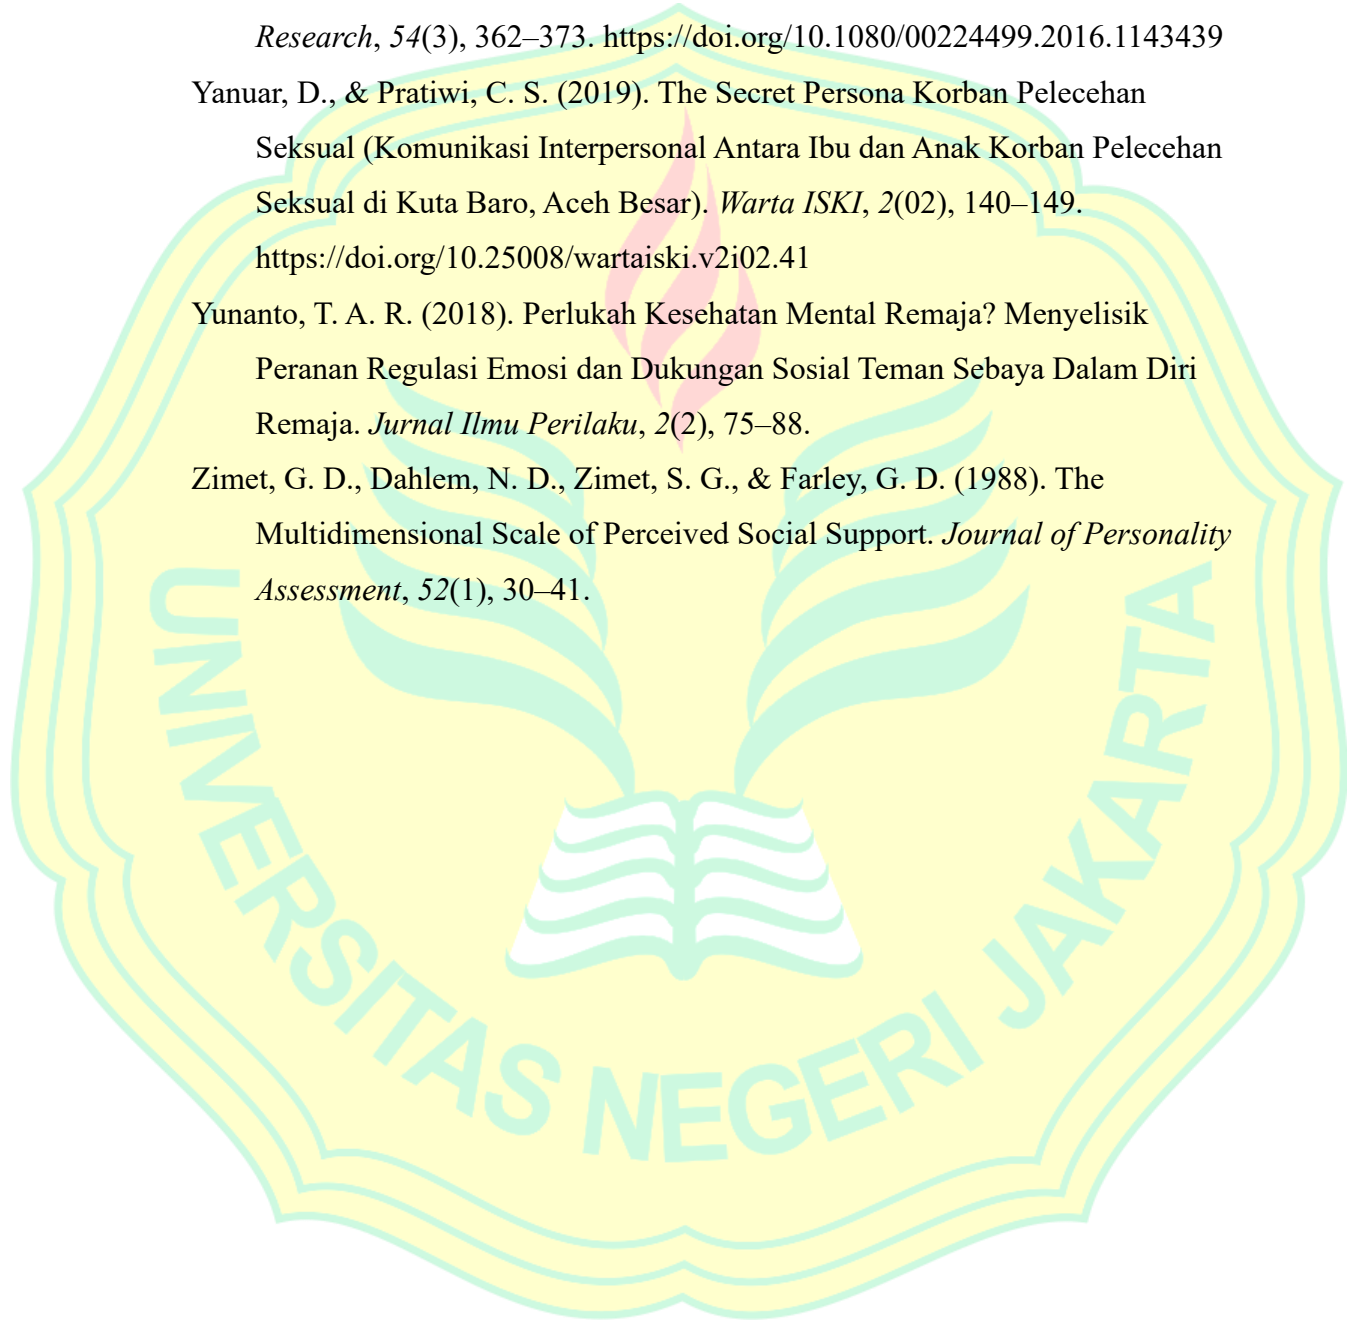 Research, 54(3), 362–373. https://doi.org/10.1080/00224499.2016.1143439
Yanuar, D., & Pratiwi, C. S. (2019). The Secret Persona Korban Pelecehan
Seksual (Komunikasi Interpersonal Antara Ibu dan Anak Korban Pelecehan
Seksual di Kuta Baro, Aceh Besar). Warta ISKI, 2(02), 140–149.
https://doi.org/10.25008/wartaiski.v2i02.41
Yunanto, T. A. R. (2018). Perlukah Kesehatan Mental Remaja? Menyelisik
Peranan Regulasi Emosi dan Dukungan Sosial Teman Sebaya Dalam Diri
Remaja. Jurnal Ilmu Perilaku, 2(2), 75–88.
Zimet, G. D., Dahlem, N. D., Zimet, S. G., & Farley, G. D. (1988). The
Multidimensional Scale of Perceived Social Support. Journal of Personality
Assessment, 52(1), 30–41.
UNIVERSITAS NEGERI JAKARTA